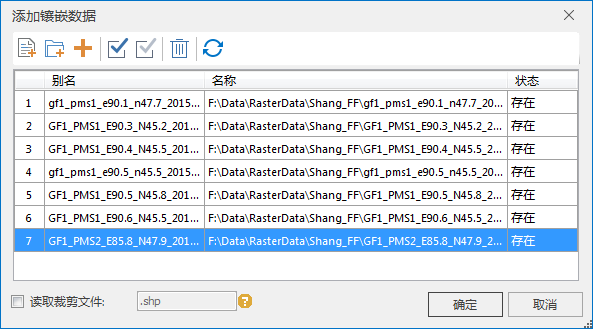 添加镶嵌数据
别名 名称 状态
1 gf1_pms1_e90.1_n47.7_2015... F:\Data\RasterData\Shang_FF\gf1_pms1_e90.1_n47.7_20... 存在
2 GF1_PMS1_E90.3_N45.2_201... F:\Data\RasterData\Shang_FF\GF1_PMS1_E90.3_N45.2_2... 存在
3 GF1_PMS1_E90.4_N45.5_201... F:\Data\RasterData\Shang_FF\GF1_PMS1_E90.4_N45.5_2... 存在
4 gf1_pms1_e90.5_n45.5_2015... F:\Data\RasterData\Shang_FF\gf1_pms1_e90.5_n45.5_20... 存在
5 GF1_PMS1_E90.5_N45.8_201... F:\Data\RasterData\Shang_FF\GF1_PMS1_E90.5_N45.8_2... 存在
6 GF1_PMS1_E90.6_N45.5_201... F:\Data\RasterData\Shang_FF\GF1_PMS1_E90.6_N45.5_2... 存在
7 GF1_PMS2_E85.8_N47.9_201... F:\Data\RasterData\Shang_FF\GF1_PMS2_E85.8_N47.9_2... 存在
读取裁剪文件: .shp ? 确定 取消